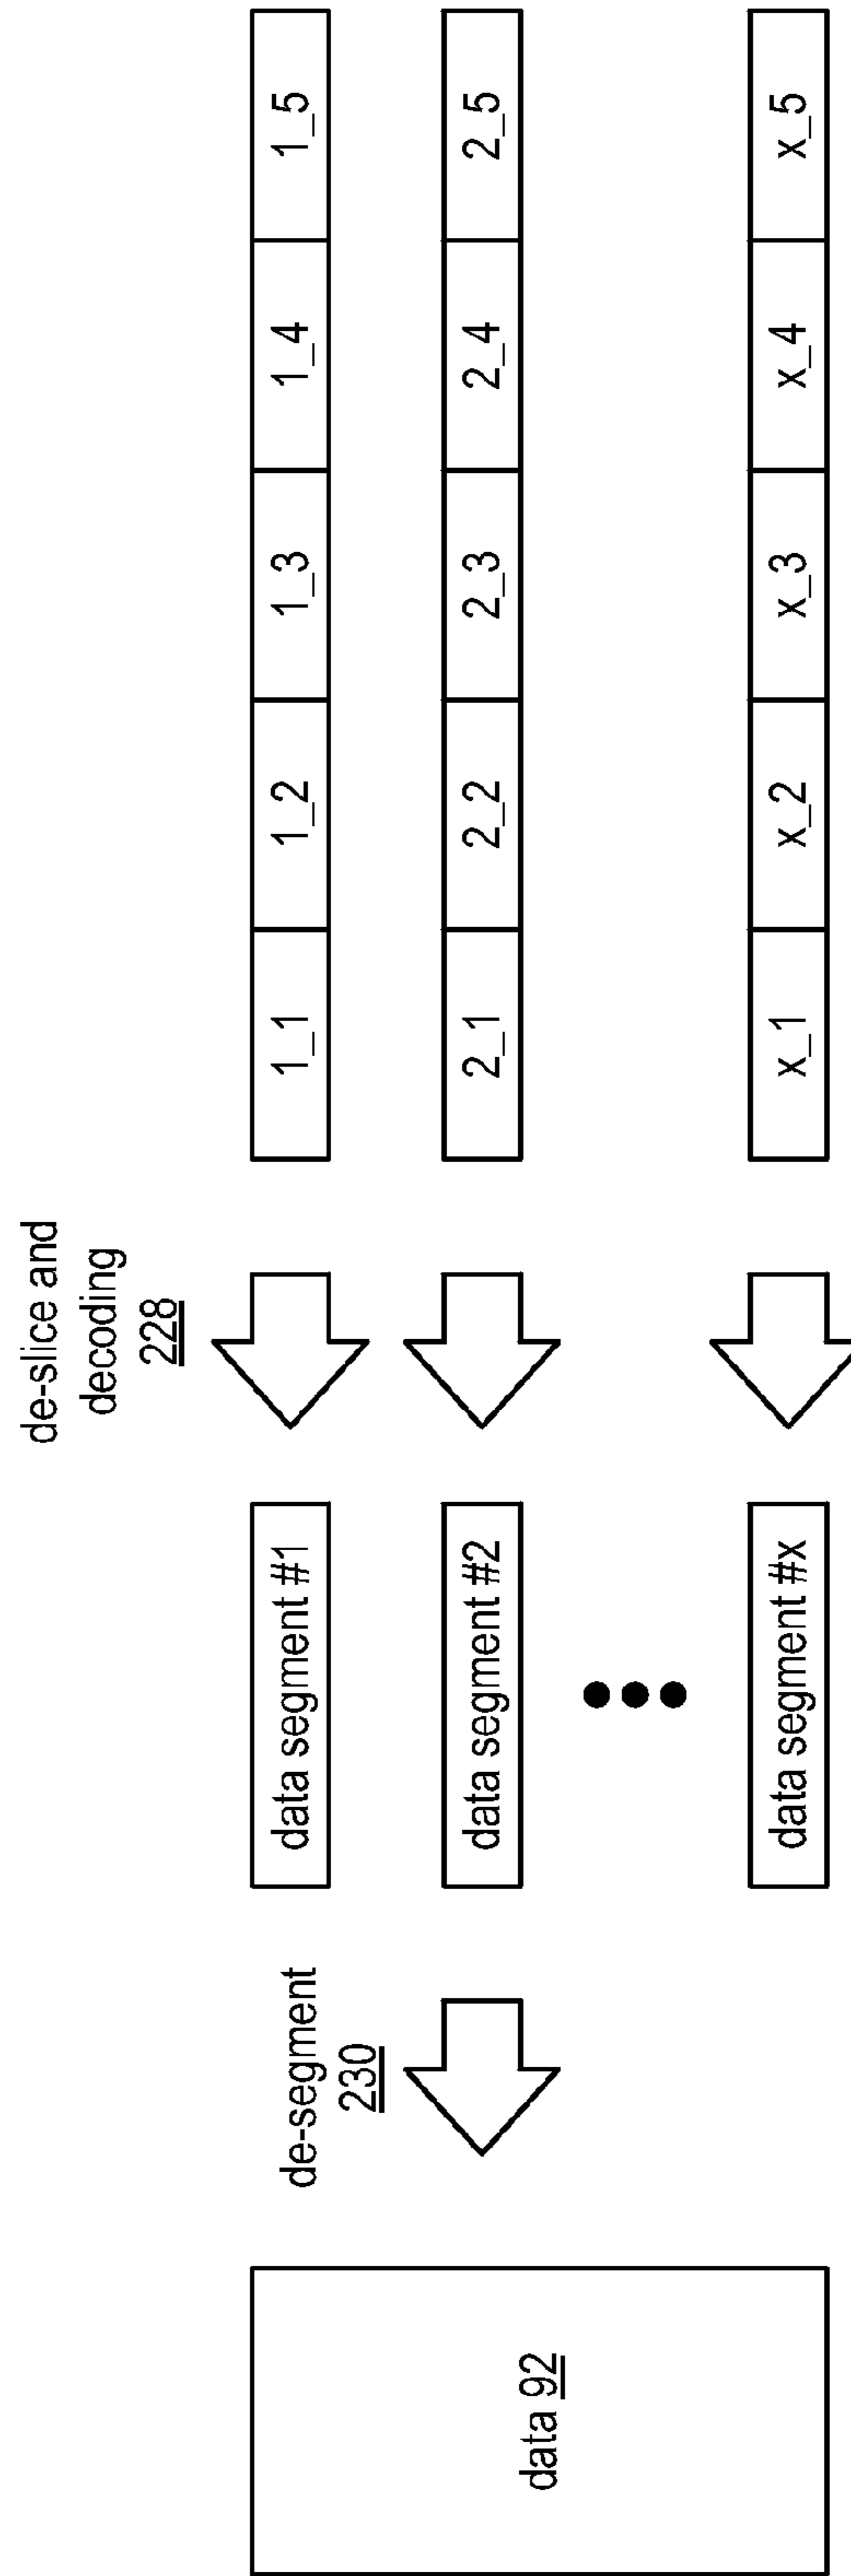 de-slice and
decoding
228
de-segment
230
data 92
data segment #1
1_1 1_2 1_3 1_4 1_5
data segment #2
2_1 2_2 2_3 2_4 2_5
data segment #x
x_1 x_2 x_3 x_4 x_5